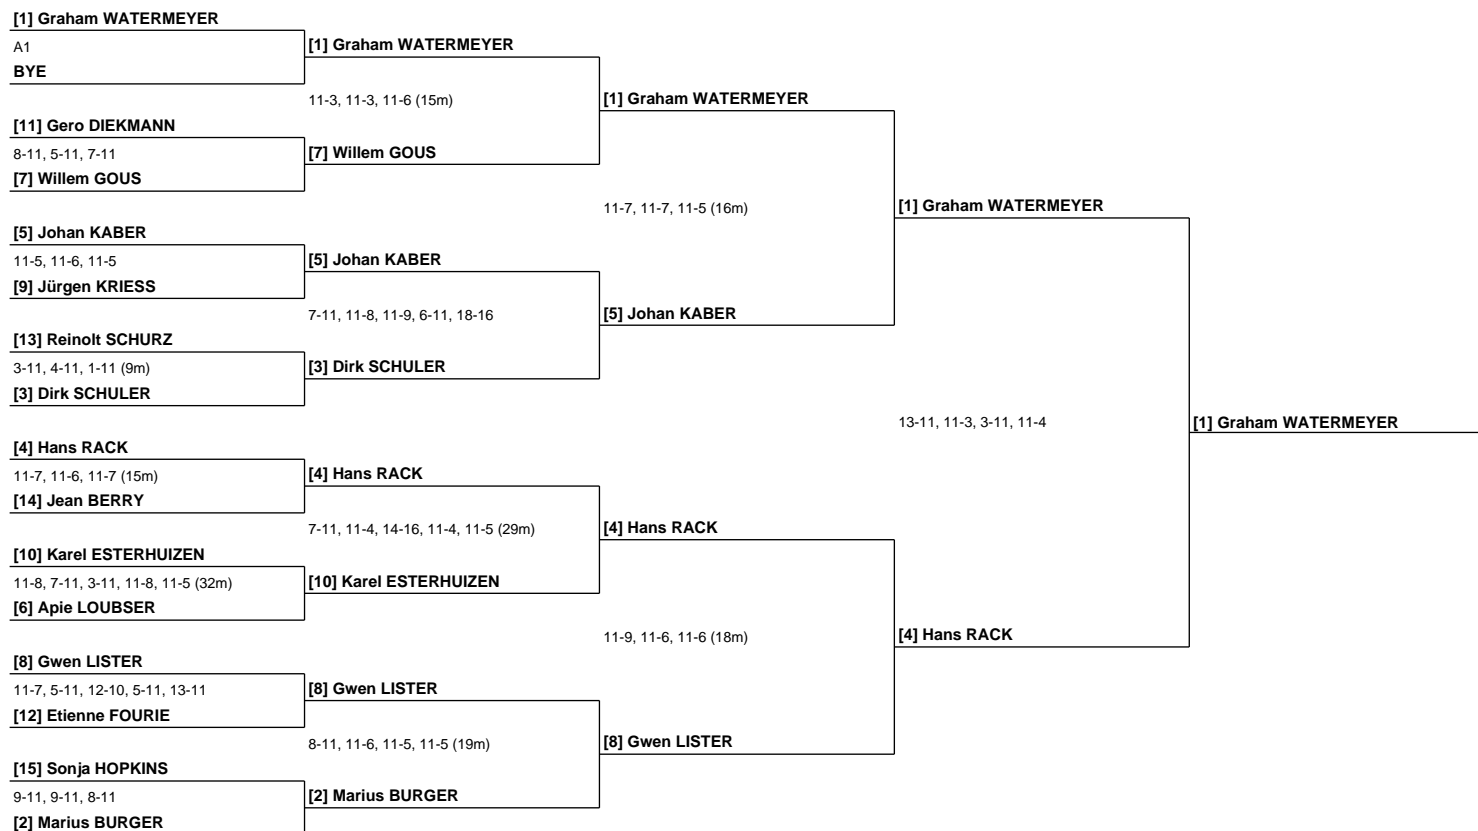 [1] Graham WATERMEYER
A1
BYE
[11] Gero DIEKMANN
8-11, 5-11, 7-11
[7] Willem GOUS
[5] Johan KABER
11-5, 11-6, 11-5
[9] Jürgen KRIESS
[13] Reinolt SCHURZ
3-11, 4-11, 1-11 (9m)
[3] Dirk SCHULER
[4] Hans RACK
11-7, 11-6, 11-7 (15m)
[14] Jean BERRY
[10] Karel ESTERHUIZEN
11-8, 7-11, 3-11, 11-8, 11-5 (32m)
[6] Apie LOUBSER
[8] Gwen LISTER
11-7, 5-11, 12-10, 5-11, 13-11
[12] Etienne FOURIE
[15] Sonja HOPKINS
9-11, 9-11, 8-11
[2] Marius BURGER
[1] Graham WATERMEYER
11-3, 11-3, 11-6 (15m)
[7] Willem GOUS
[5] Johan KABER
7-11, 11-8, 11-9, 6-11, 18-16
[3] Dirk SCHULER
[4] Hans RACK
7-11, 11-4, 14-16, 11-4, 11-5 (29m)
[10] Karel ESTERHUIZEN
[8] Gwen LISTER
8-11, 11-6, 11-5, 11-5 (19m)
[2] Marius BURGER
[1] Graham WATERMEYER
11-7, 11-7, 11-5 (16m)
[5] Johan KABER
[4] Hans RACK
11-9, 11-6, 11-6 (18m)
[8] Gwen LISTER
[1] Graham WATERMEYER
13-11, 11-3, 3-11, 11-4
[4] Hans RACK
[1] Graham WATERMEYER